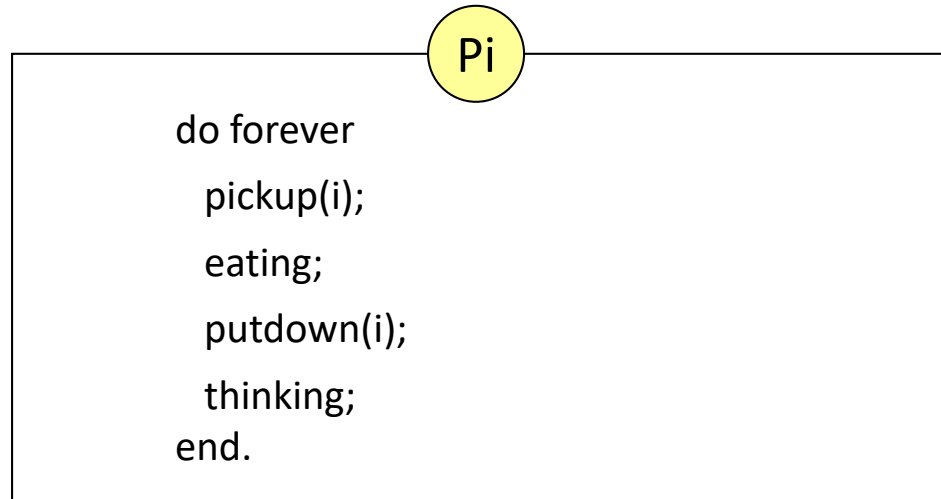 Pi
do forever
pickup(i);
eating;
putdown(i);
thinking;
end.